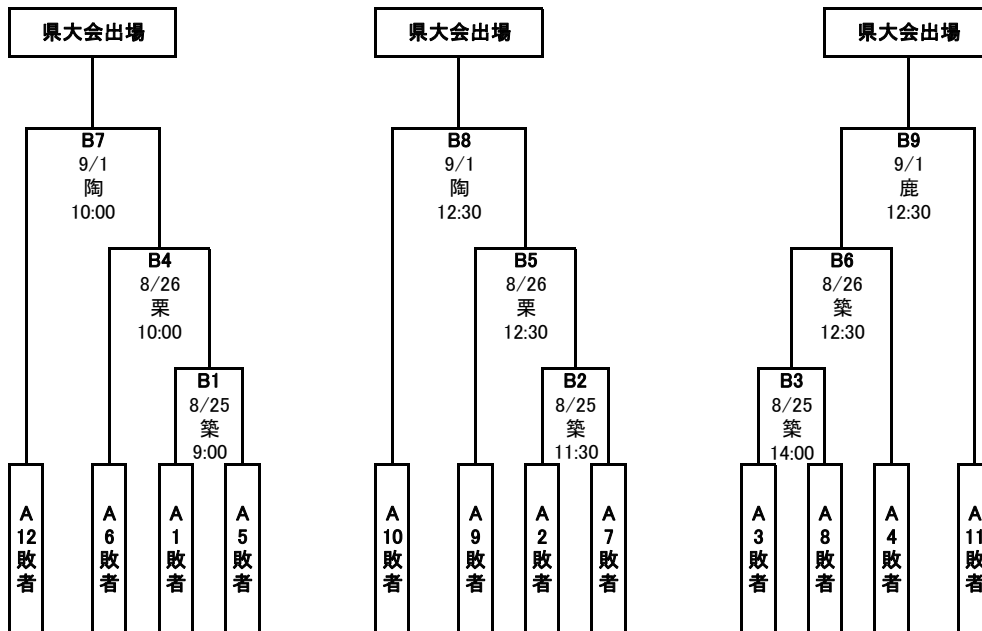 県大会出場
県大会出場
県大会出場
B7
9/1
陶
10:00
B8
9/1
陶
12:30
B9
9/1
鹿
12:30
B4
8/26
栗
10:00
B5
8/26
栗
12:30
B6
8/26
築
12:30
B1
8/25
築
9:00
B2
8/25
築
11:30
B3
8/25
築
14:00
A12敗者
A6敗者
A1敗者
A5敗者
A10敗者
A9敗者
A2敗者
A7敗者
A3敗者
A8敗者
A4敗者
A11敗者